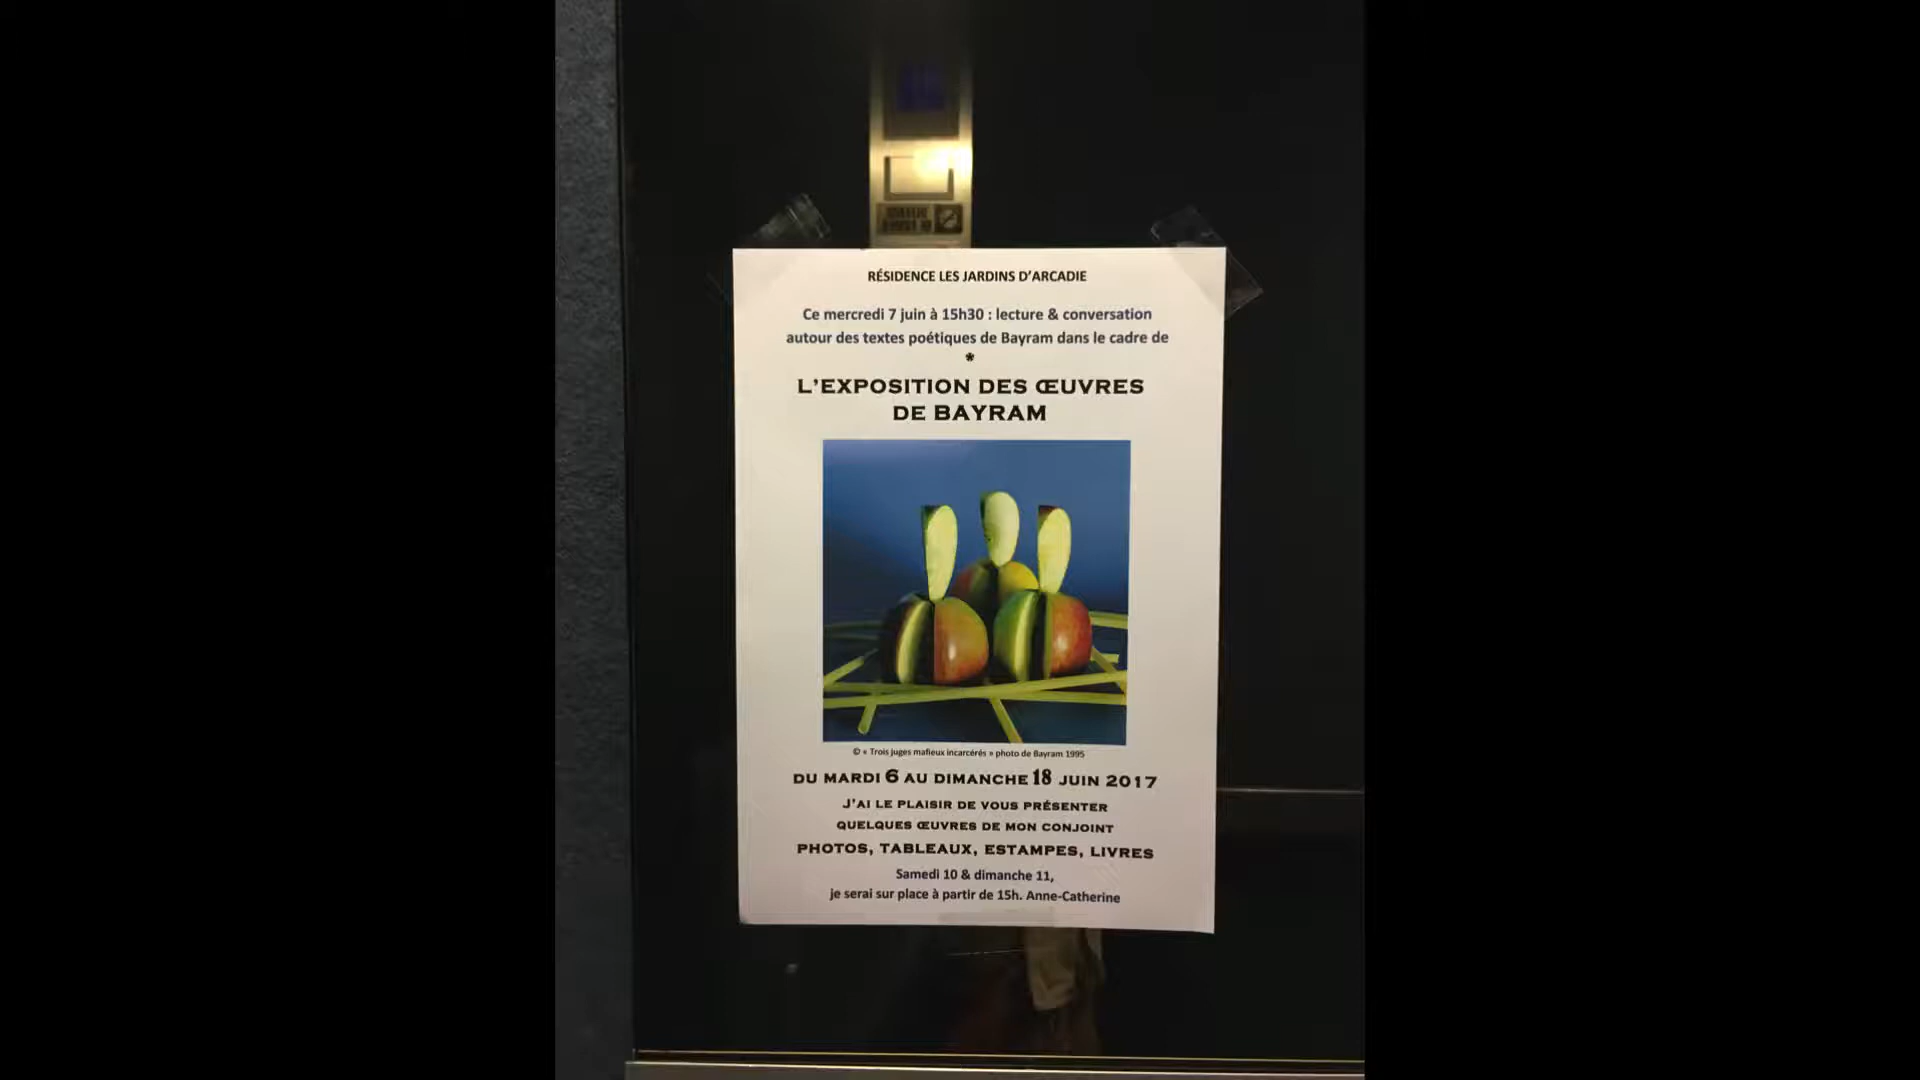 RÉSIDENCE LES JARDINS D'ARCADIE
Ce mercredi 7 juin à 15h30 : lecture & conversation
autour des textes poétiques de Bayram dans le cadre de
*
L'EXPOSITION DES ŒUVRES
DE BAYRAM
© « Trois juges mafieux incarcérés » photo de Bayram 1995
DU MARDI 6 AU DIMANCHE 18 JUIN 2017
J'AI LE PLAISIR DE VOUS PRÉSENTER
QUELQUES ŒUVRES DE MON CONJOINT
PHOTOS, TABLEAUX, ESTAMPES, LIVRES
Samedi 10 & dimanche 11,
je serai sur place à partir de 15h. Anne-Catherine